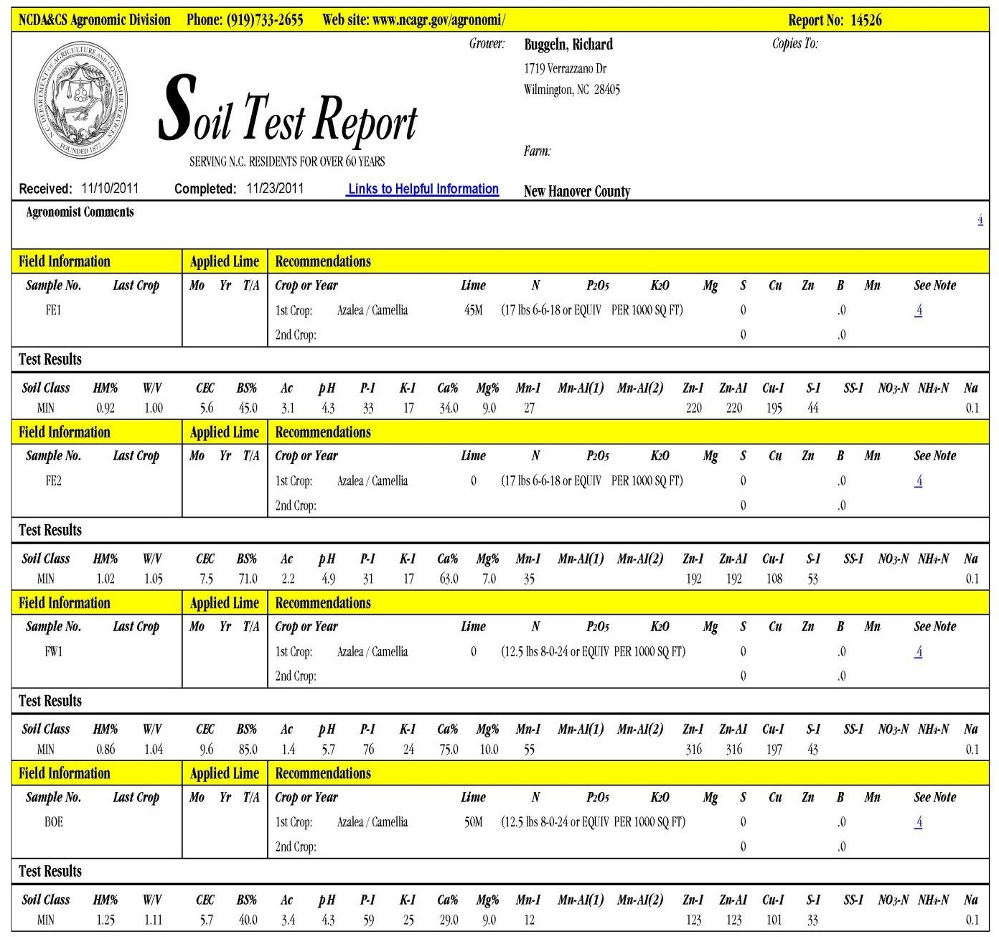 NCDA&CS Agronomic Division Phone: (919)733-2655 Web site: www.ncagr.gov/agronomi/ Report No: 14526
Grower: Buggeln, Richard Copies To:
1719 Verrazzano Dr
Wilmington, NC 28405
N.C. DEPARTMENT OF AGRICULTURE AND CONSUMER SERVICES
· FOUNDED 1877 ·
Soil Test Report
Farm:
SERVING N.C. RESIDENTS FOR OVER 60 YEARS
Received: 11/10/2011 Completed: 11/23/2011 Links to Helpful Information New Hanover County
Agronomist Comments 4
Field Information Applied Lime Recommendations
Sample No. Last Crop Mo Yr T/A Crop or Year Lime N P2O5 K2O Mg S Cu Zn B Mn See Note
FE1 1st Crop: Azalea / Camellia 45M (17 lbs 6-6-18 or EQUIV PER 1000 SQ FT) 0 .0 4
2nd Crop: 0 .0
Test Results
Soil Class HM% W/V CEC BS% Ac pH P-I K-I Ca% Mg% Mn-I Mn-AI(1) Mn-AI(2) Zn-I Zn-AI Cu-I S-I SS-I NO3-N NH4-N Na
MIN 0.92 1.00 5.6 45.0 3.1 4.3 33 17 34.0 9.0 27 220 220 195 44 0.1
Field Information Applied Lime Recommendations
Sample No. Last Crop Mo Yr T/A Crop or Year Lime N P2O5 K2O Mg S Cu Zn B Mn See Note
FE2 1st Crop: Azalea / Camellia 0 (17 lbs 6-6-18 or EQUIV PER 1000 SQ FT) 0 .0 4
2nd Crop: 0 .0
Test Results
Soil Class HM% W/V CEC BS% Ac pH P-I K-I Ca% Mg% Mn-I Mn-AI(1) Mn-AI(2) Zn-I Zn-AI Cu-I S-I SS-I NO3-N NH4-N Na
MIN 1.02 1.05 7.5 71.0 2.2 4.9 31 17 63.0 7.0 35 192 192 108 53 0.1
Field Information Applied Lime Recommendations
Sample No. Last Crop Mo Yr T/A Crop or Year Lime N P2O5 K2O Mg S Cu Zn B Mn See Note
FW1 1st Crop: Azalea / Camellia 0 (12.5 lbs 8-0-24 or EQUIV PER 1000 SQ FT) 0 .0 4
2nd Crop: 0 .0
Test Results
Soil Class HM% W/V CEC BS% Ac pH P-I K-I Ca% Mg% Mn-I Mn-AI(1) Mn-AI(2) Zn-I Zn-AI Cu-I S-I SS-I NO3-N NH4-N Na
MIN 0.86 1.04 9.6 85.0 1.4 5.7 76 24 75.0 10.0 55 316 316 197 43 0.1
Field Information Applied Lime Recommendations
Sample No. Last Crop Mo Yr T/A Crop or Year Lime N P2O5 K2O Mg S Cu Zn B Mn See Note
BOE 1st Crop: Azalea / Camellia 50M (12.5 lbs 8-0-24 or EQUIV PER 1000 SQ FT) 0 .0 4
2nd Crop: 0 .0
Test Results
Soil Class HM% W/V CEC BS% Ac pH P-I K-I Ca% Mg% Mn-I Mn-AI(1) Mn-AI(2) Zn-I Zn-AI Cu-I S-I SS-I NO3-N NH4-N Na
MIN 1.25 1.11 5.7 40.0 3.4 4.3 59 25 29.0 9.0 12 123 123 101 33 0.1